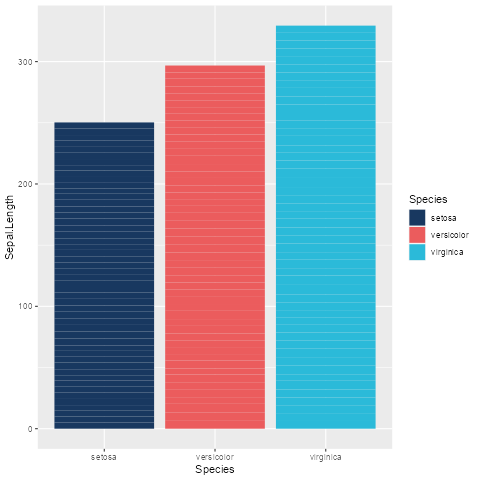 Sepal.Length
300
200
100
0
setosa
versicolor
virginica
Species
Species
setosa
versicolor
virginica